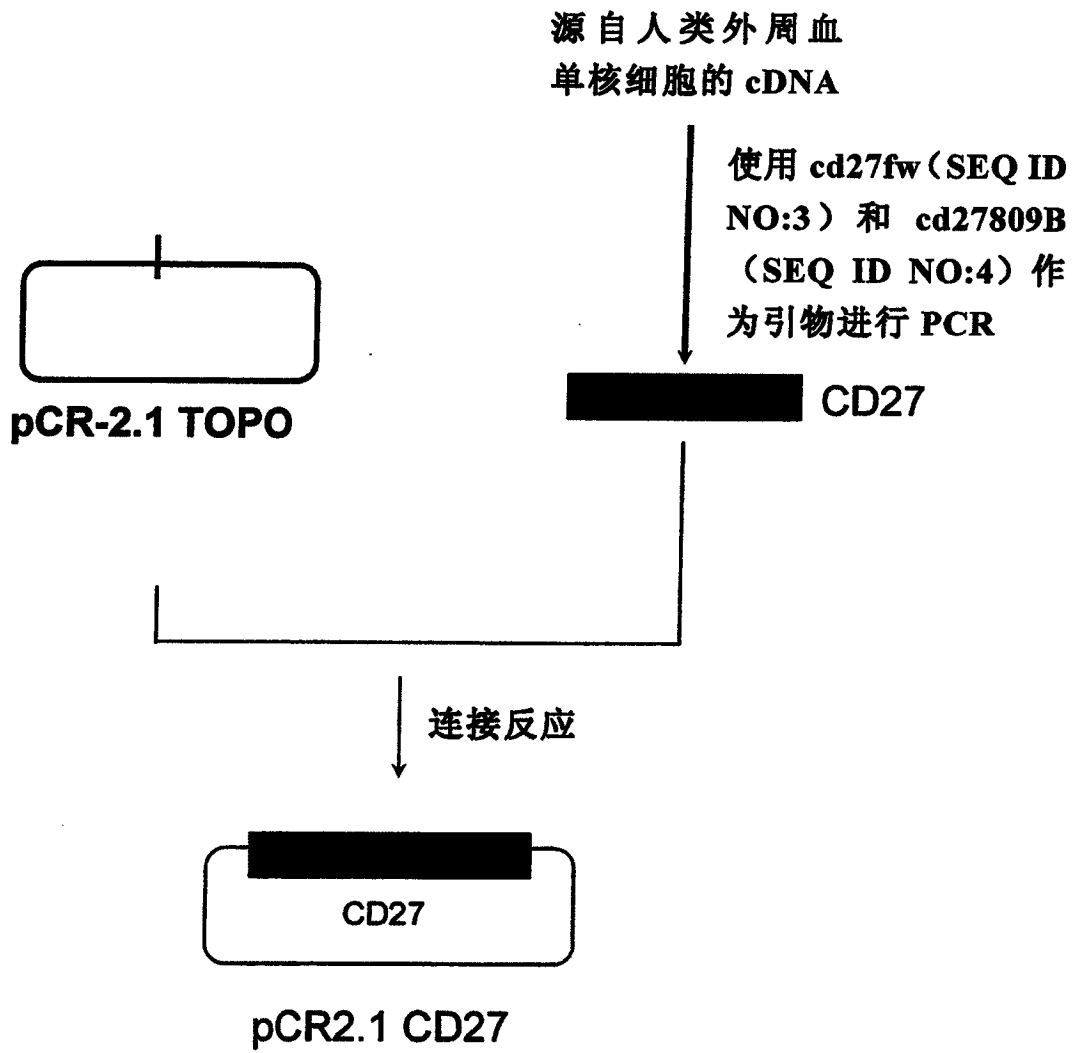 源自人类外周血
单核细胞的 cDNA
使用 cd27fw（SEQ ID
NO:3）和 cd27809B
（SEQ ID NO:4）作
为引物进行 PCR
pCR-2.1 TOPO
CD27
连接反应
CD27
pCR2.1 CD27